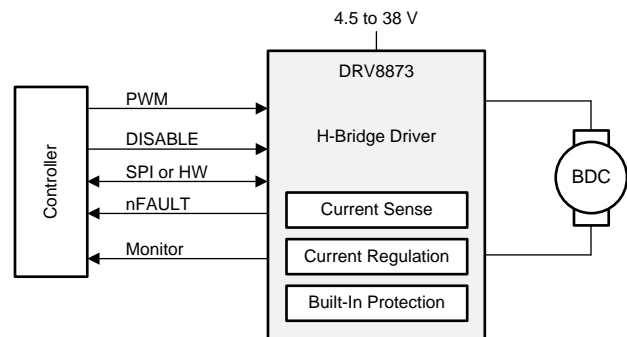 4.5 to 38 V
DRV8873
H-Bridge Driver
Controller
PWM
DISABLE
SPI or HW
nFAULT
Monitor
Current Sense
Current Regulation
Built-In Protection
BDC